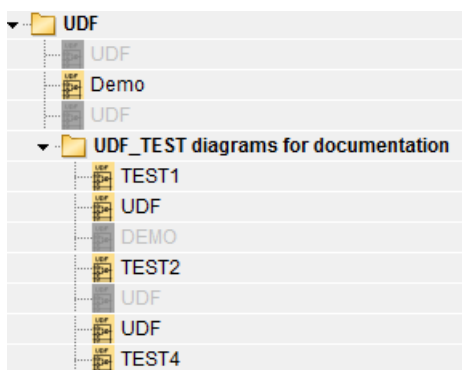 UDF
UDF
Demo
UDF
UDF_TEST diagrams for documentation
TEST1
UDF
DEMO
TEST2
UDF
UDF
TEST4